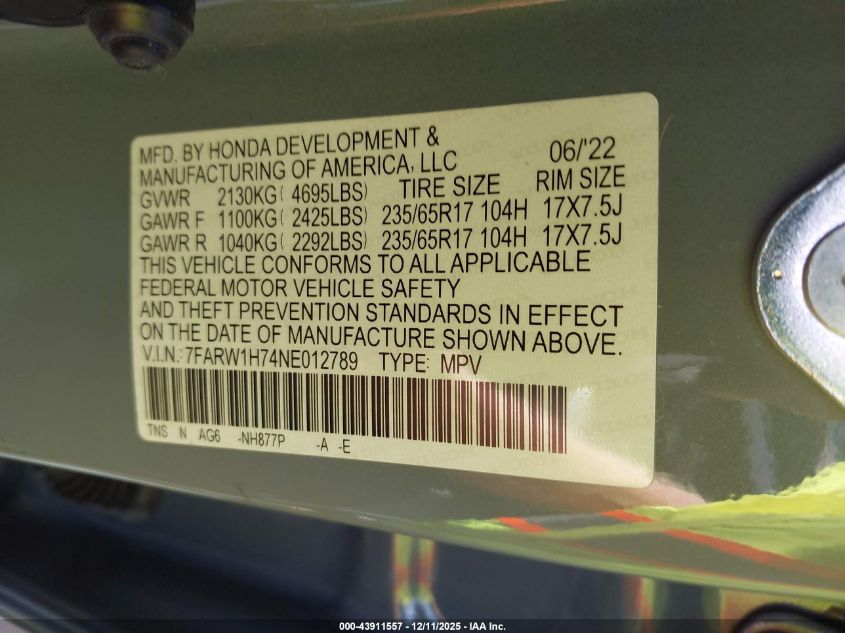 MFD. BY HONDA DEVELOPMENT &
MANUFACTURING OF AMERICA, LLC 06/'22
GVWR 2130KG( 4695LBS) TIRE SIZE RIM SIZE
GAWR F 1100KG( 2425LBS) 235/65R17 104H 17X7.5J
GAWR R 1040KG( 2292LBS) 235/65R17 104H 17X7.5J
THIS VEHICLE CONFORMS TO ALL APPLICABLE
FEDERAL MOTOR VEHICLE SAFETY
AND THEFT PREVENTION STANDARDS IN EFFECT
ON THE DATE OF MANUFACTURE SHOWN ABOVE.
V.I.N.: 7FARW1H74NE012789 TYPE: MPV
TNS N AG6 -NH877P -A -E
000-43911557 - 12/11/2025 - IAA Inc.